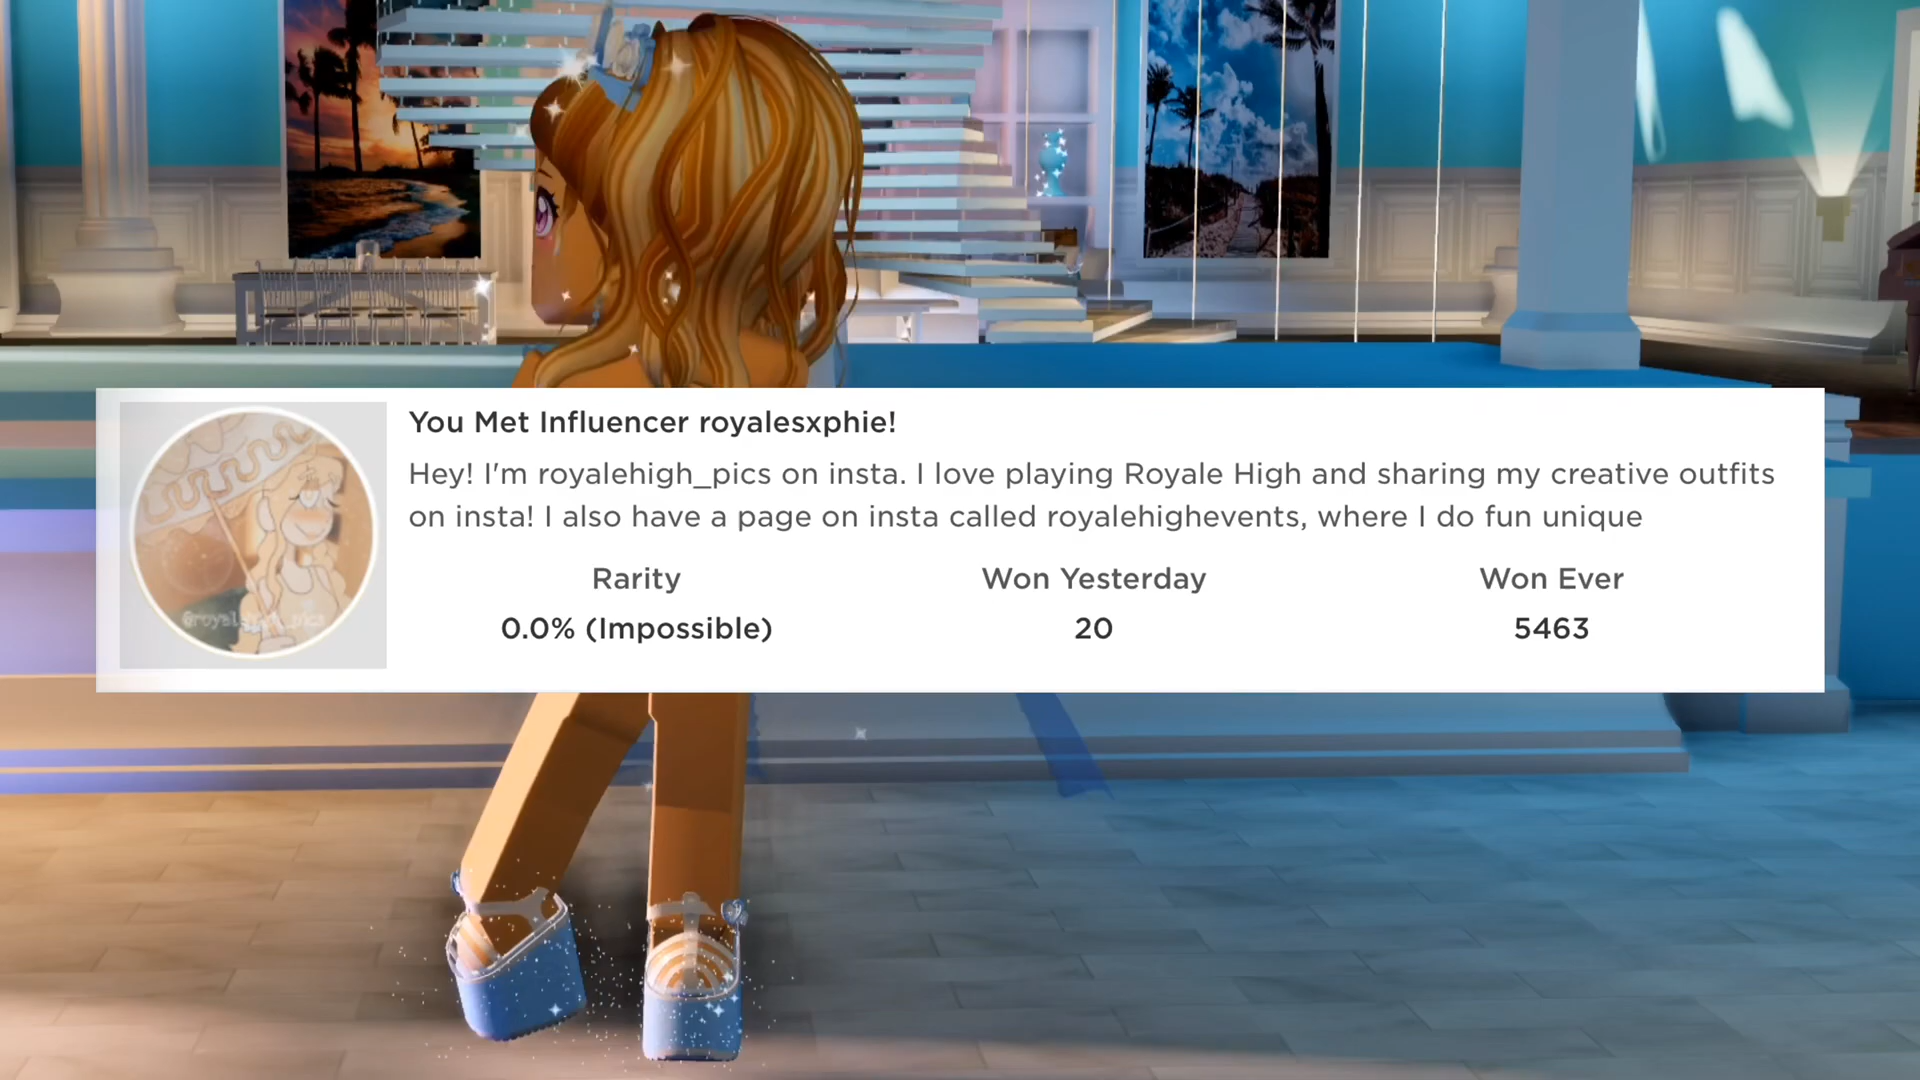 You Met Influencer royalesxphie!
Hey! I'm royalehigh_pics on insta. I love playing Royale High and sharing my creative outfits
on insta! I also have a page on insta called royalehighevents, where I do fun unique
Rarity Won Yesterday Won Ever
0.0% (Impossible) 20 5463